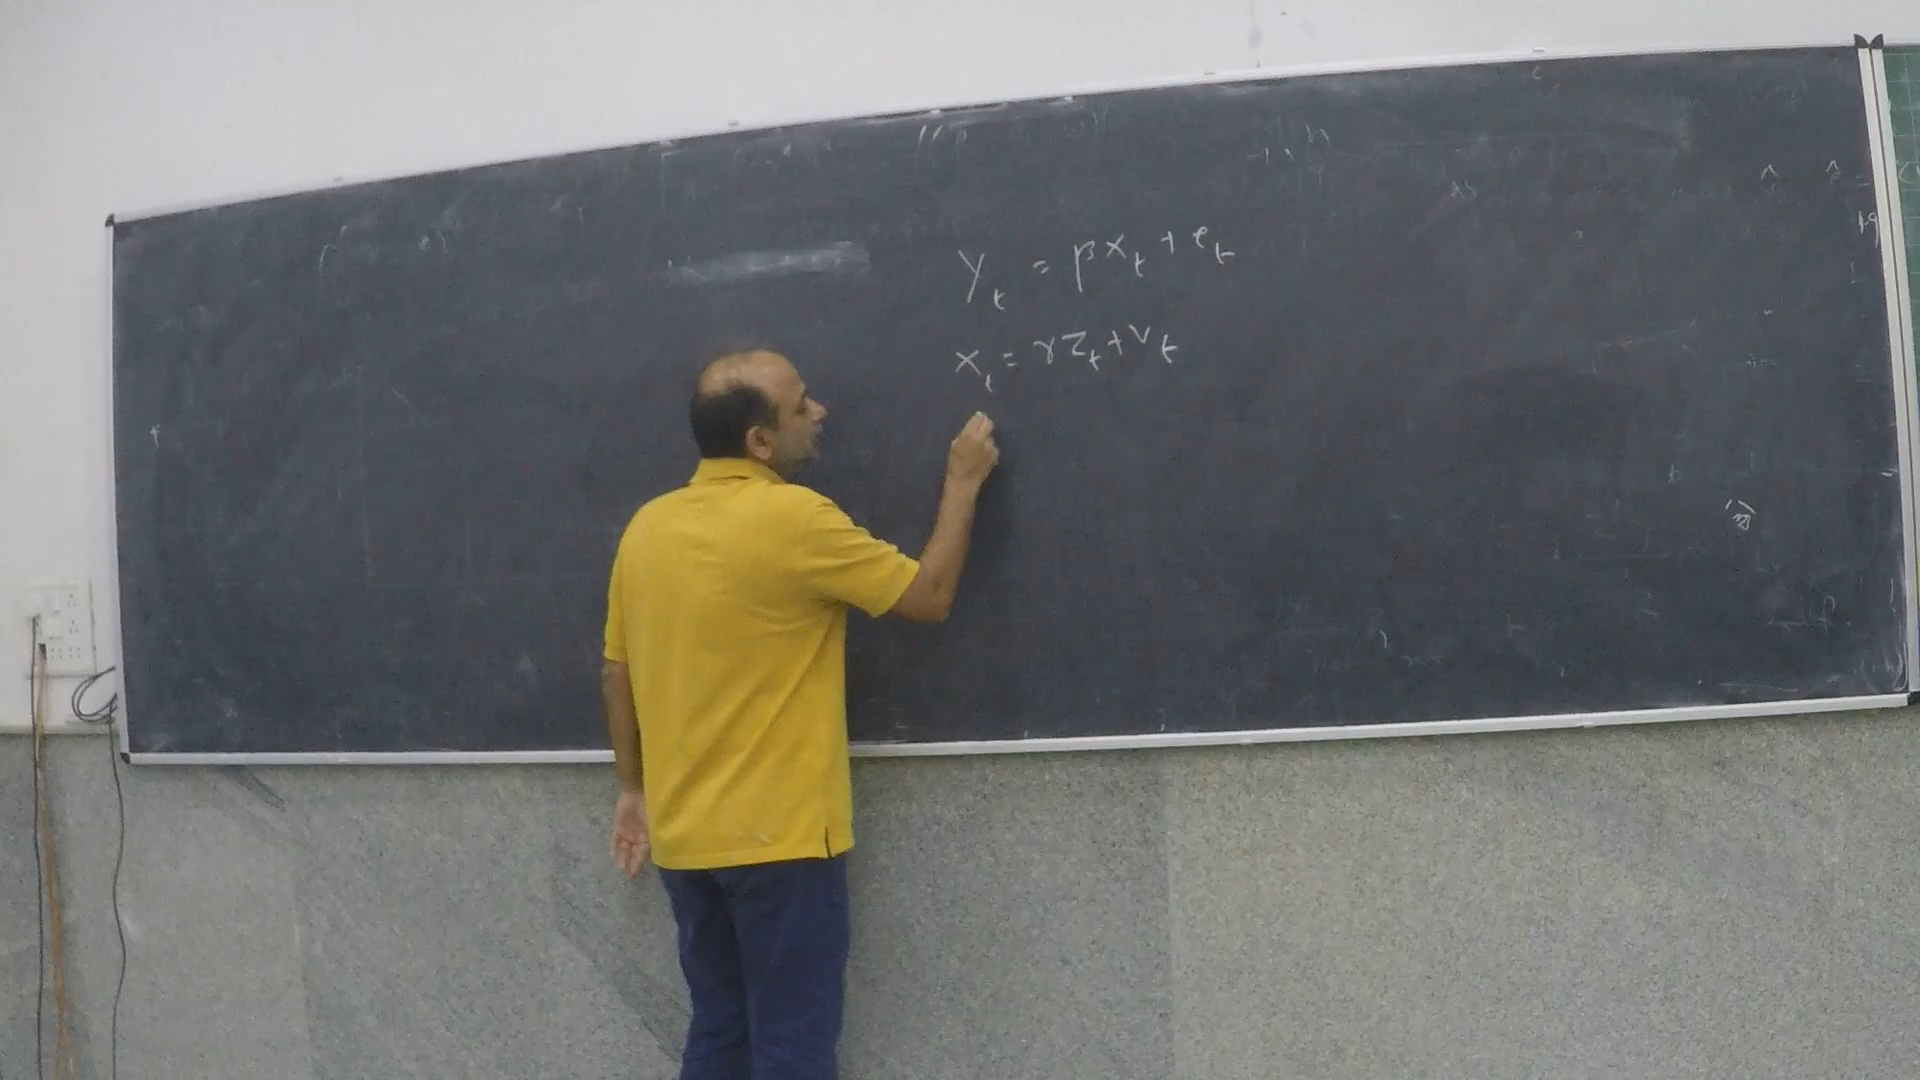 Y_t = βX_t + e_t
X_t = γZ_t + V_t